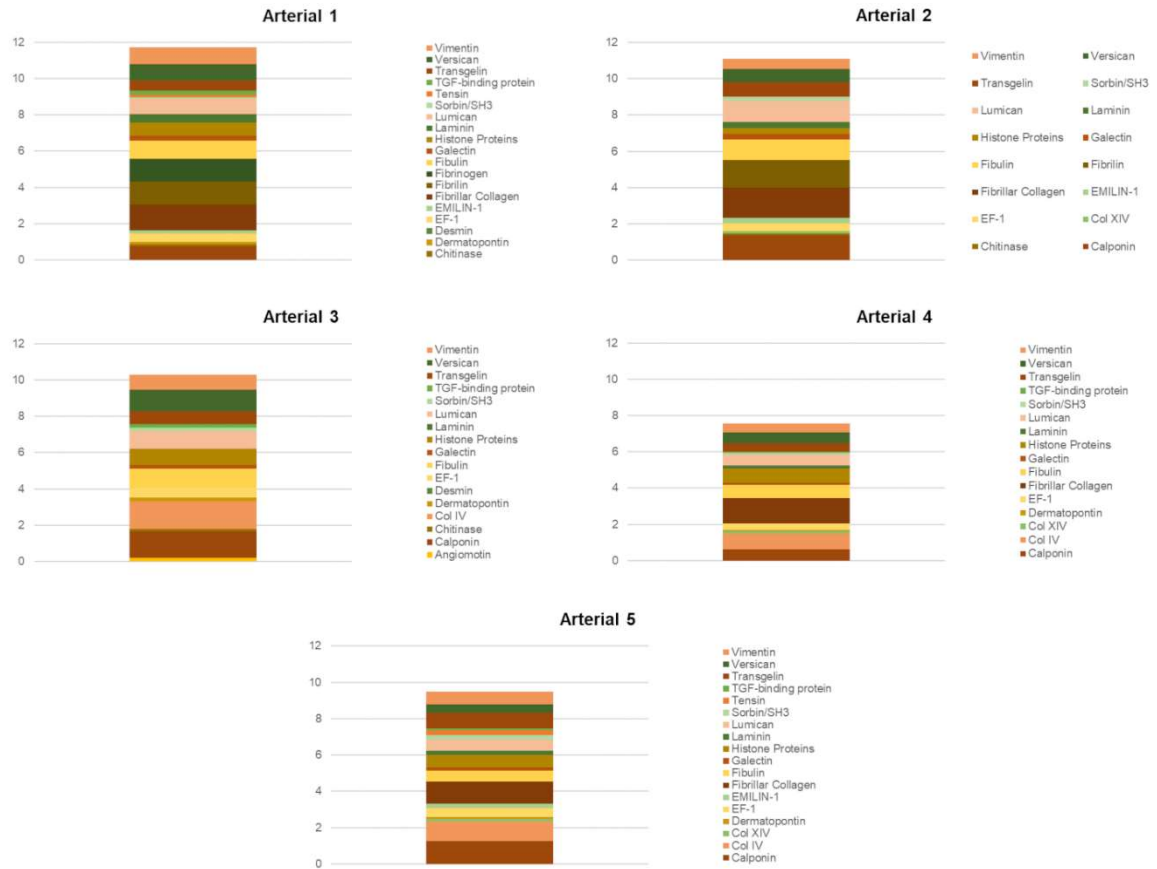 Arterial 1
12
10
8
6
4
2
0
Vimentin
Versican
Transgelin
TGF-binding protein
Tensin
Sorbin/SH3
Lumican
Laminin
Histone Proteins
Galectin
Fibulin
Fibrinogen
Fibrilin
Fibrillar Collagen
EMILIN-1
EF-1
Desmin
Dermatopontin
Chitinase
Arterial 2
12
10
8
6
4
2
0
Vimentin Versican
Transgelin Sorbin/SH3
Lumican Laminin
Histone Proteins Galectin
Fibulin Fibrilin
Fibrillar Collagen EMILIN-1
EF-1 Col XIV
Chitinase Calponin
Arterial 3
12
10
8
6
4
2
0
Vimentin
Versican
Transgelin
TGF-binding protein
Sorbin/SH3
Lumican
Laminin
Histone Proteins
Galectin
Fibulin
EF-1
Desmin
Dermatopontin
Col IV
Chitinase
Calponin
Angiomotin
Arterial 4
12
10
8
6
4
2
0
Vimentin
Versican
Transgelin
TGF-binding protein
Sorbin/SH3
Lumican
Laminin
Histone Proteins
Galectin
Fibulin
Fibrillar Collagen
EF-1
Dermatopontin
Col XIV
Col IV
Calponin
Arterial 5
12
10
8
6
4
2
0
Vimentin
Versican
Transgelin
TGF-binding protein
Tensin
Sorbin/SH3
Lumican
Laminin
Histone Proteins
Galectin
Fibulin
Fibrillar Collagen
EMILIN-1
EF-1
Dermatopontin
Col XIV
Col IV
Calponin